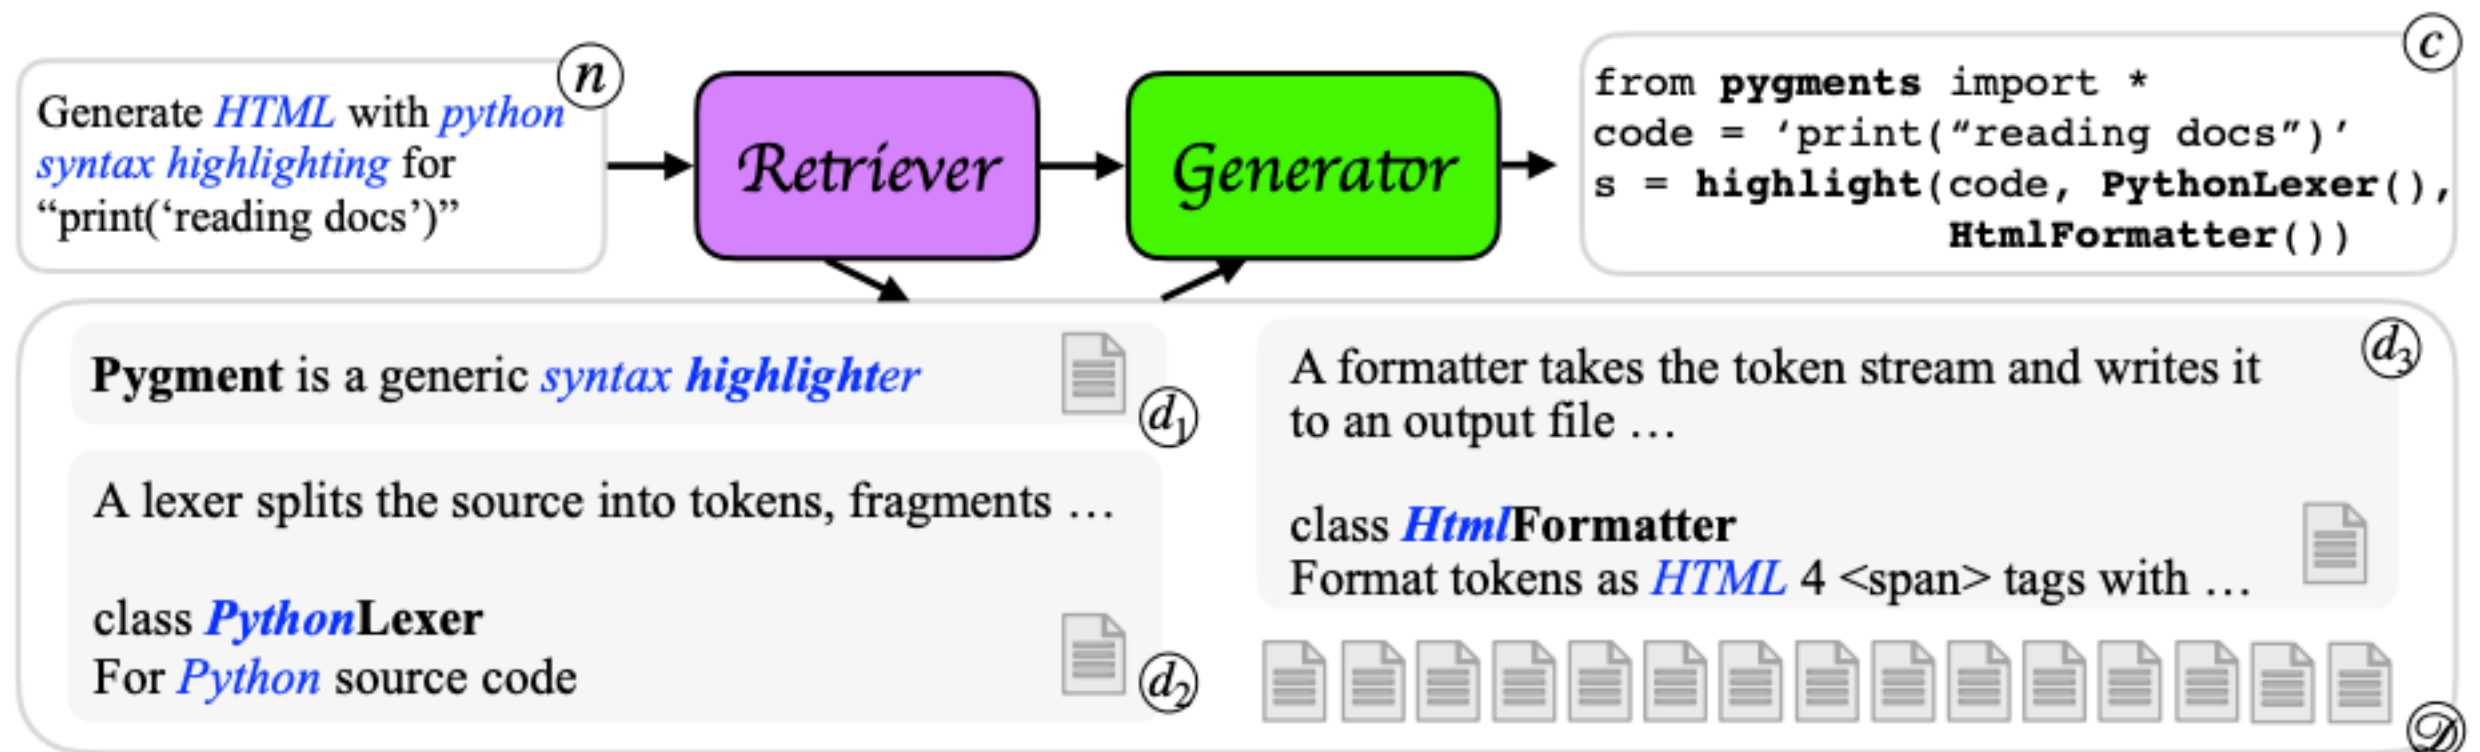 n
Generate HTML with python
syntax highlighting for
“print(‘reading docs’)”
Retriever
Generator
c
from pygments import *
code = ‘print(“reading docs”)’
s = highlight(code, PythonLexer(),
HtmlFormatter())
Pygment is a generic syntax highlighter
d1
A lexer splits the source into tokens, fragments …
class PythonLexer
For Python source code
d2
d3
A formatter takes the token stream and writes it
to an output file …
class HtmlFormatter
Format tokens as HTML 4 <span> tags with …
𝒟